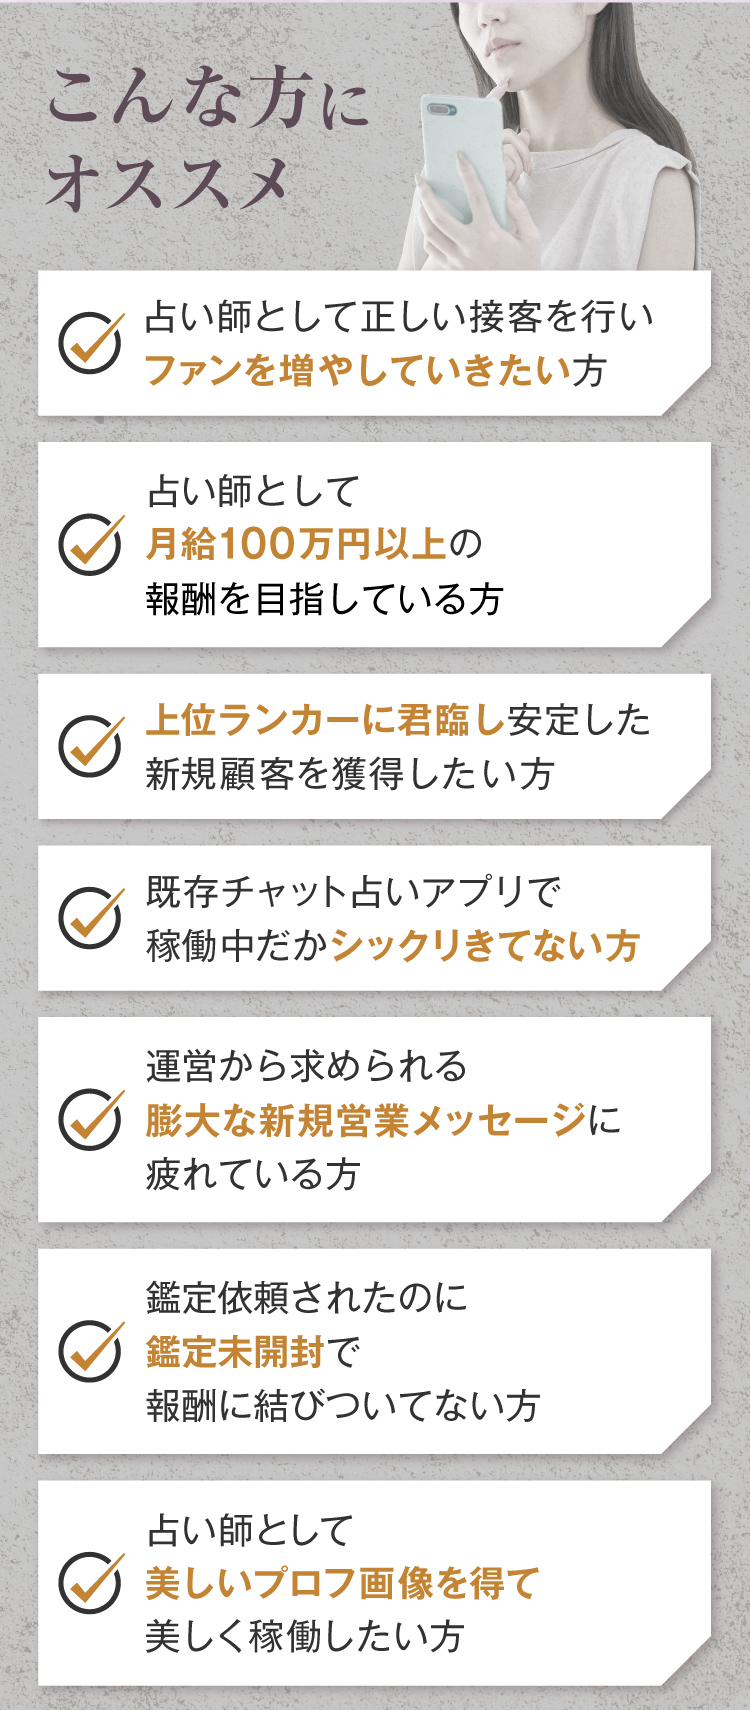 こんな方に
オススメ
占い師として正しい接客を行い
ファンを増やしていきたい方
占い師として
月給100万円以上の
報酬を目指している方
上位ランカーに君臨し安定した
新規顧客を獲得したい方
既存チャット占いアプリで
稼働中だかシックリきてない方
運営から求められる
膨大な新規営業メッセージに
疲れている方
鑑定依頼されたのに
鑑定未開封で
報酬に結びついてない方
占い師として
美しいプロフ画像を得て
美しく稼働したい方